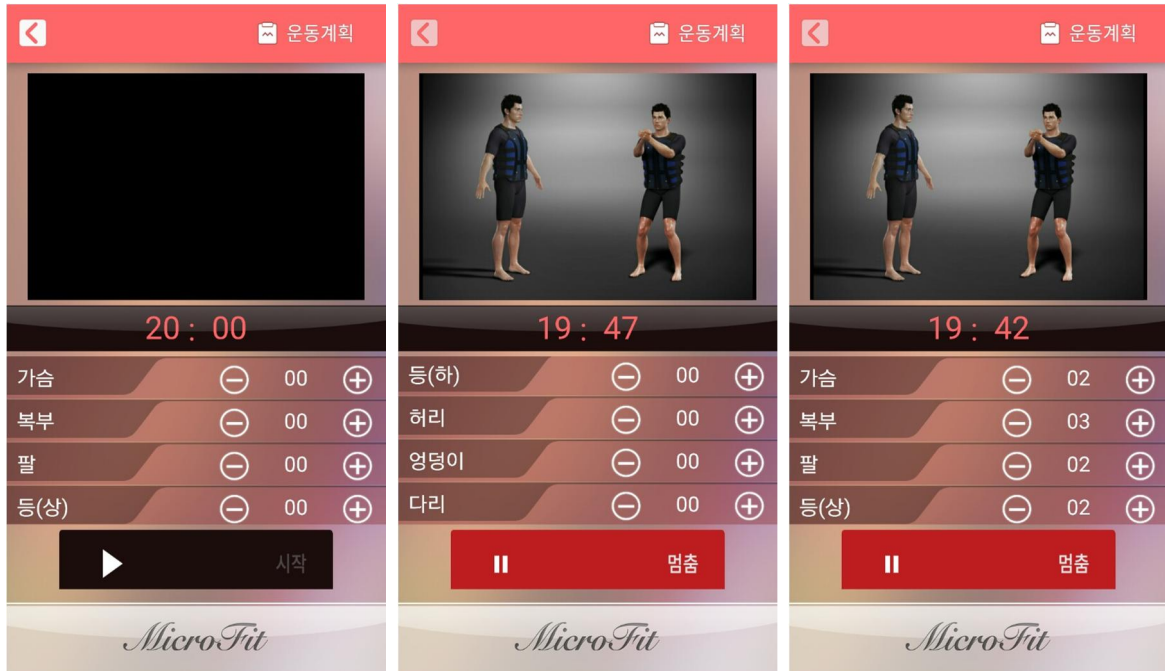 운동계획
20 : 00
가슴 00
복부 00
팔 00
등(상) 00
시작
MicroFit
운동계획
19 : 47
등(하) 00
허리 00
엉덩이 00
다리 00
멈춤
MicroFit
운동계획
19 : 42
가슴 02
복부 03
팔 02
등(상) 02
멈춤
MicroFit